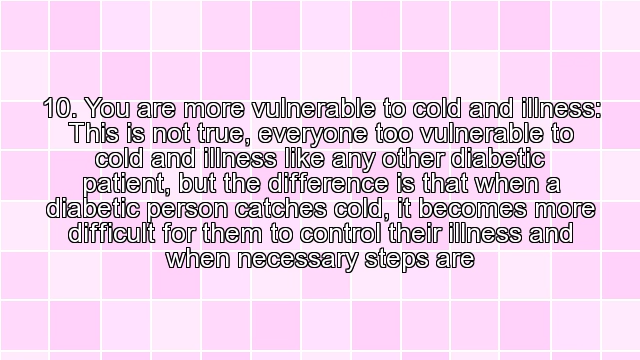 10. You are more vulnerable to cold and illness:
This is not true, everyone too vulnerable to
cold and illness like any other diabetic
patient, but the difference is that when a
diabetic person catches cold, it becomes more
difficult for them to control their illness and
when necessary steps are